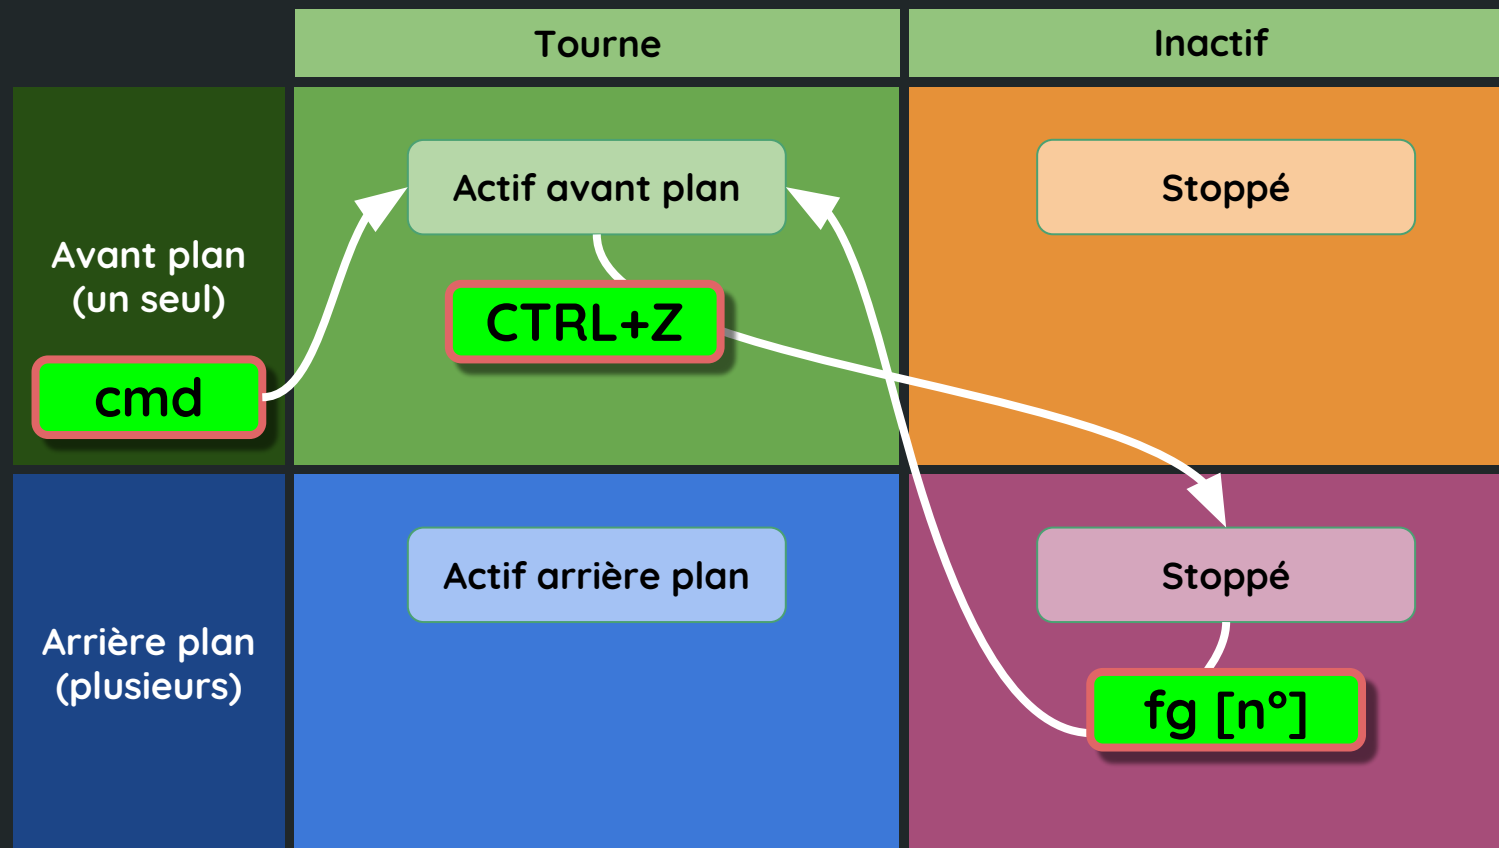 Tourne
Inactif
Actif avant plan
Stoppé
Avant plan
(un seul)
CTRL+Z
cmd
Actif arrière plan
Stoppé
Arrière plan
(plusieurs)
fg [n°]